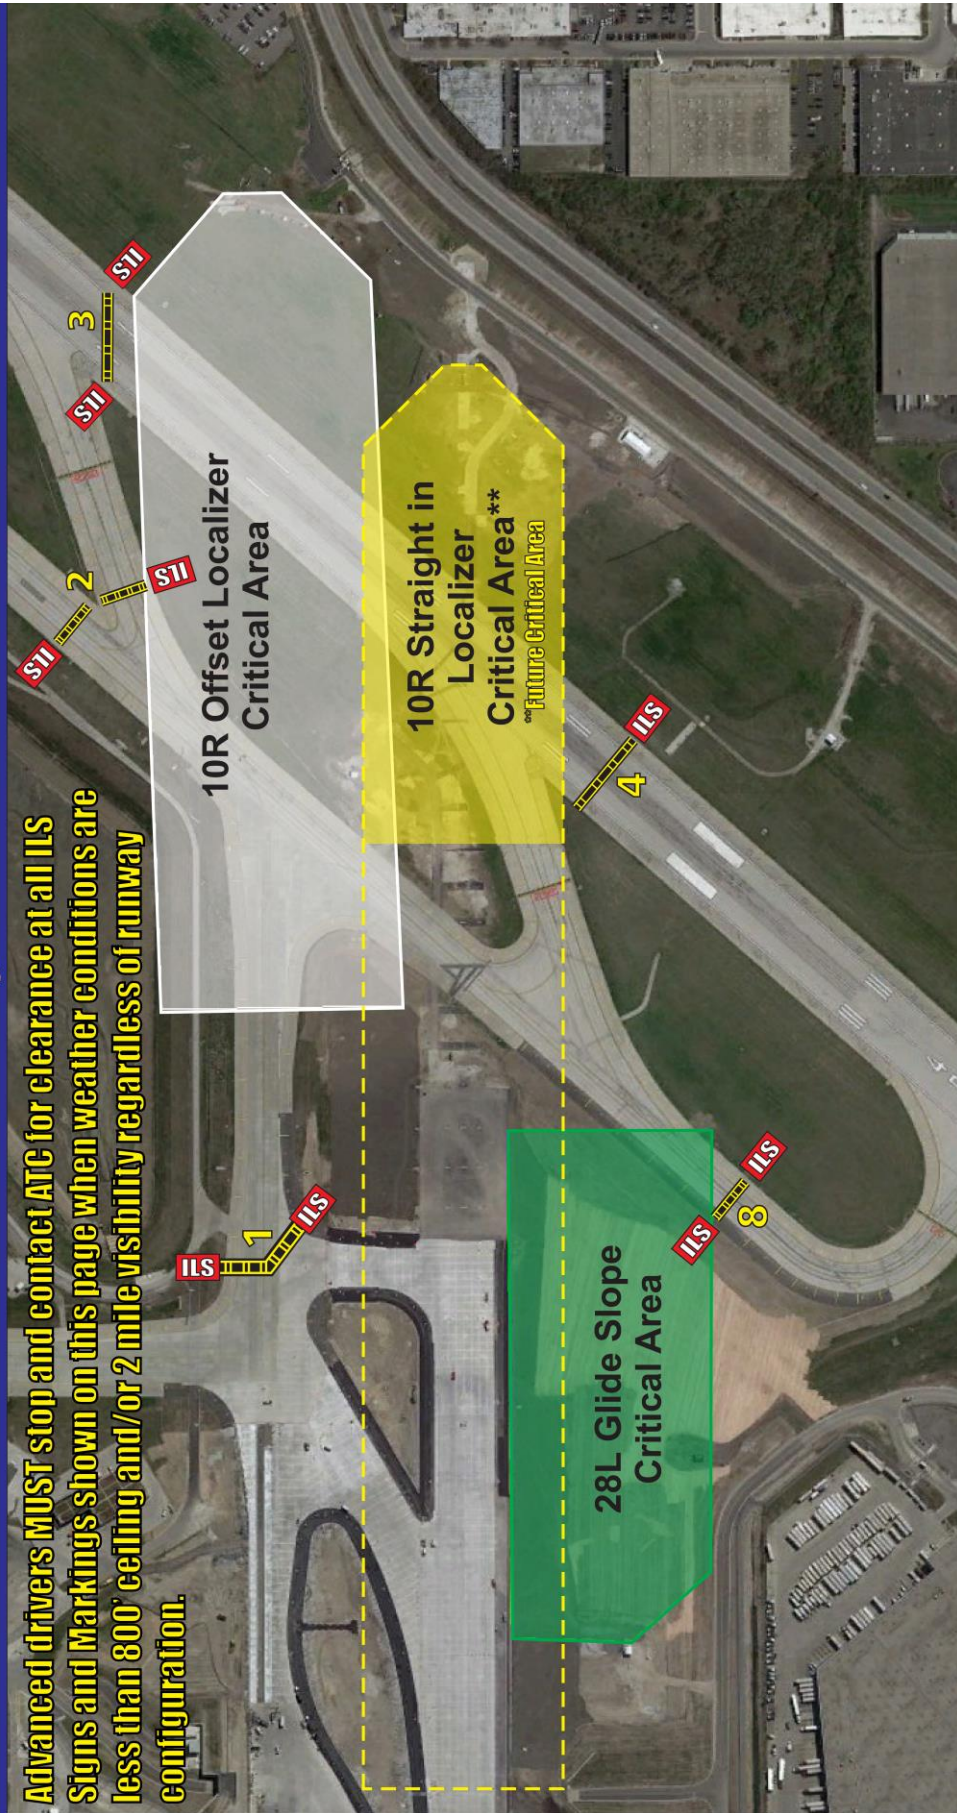 Advanced drivers MUST stop and contact ATC for clearance at all ILS
Signs and Markings shown on this page when weather conditions are
less than 800' ceiling and/or 2 mile visibility regardless of runway
configuration.
ILS
1
ILS
ILS
2
ILS
ILS
3
ILS
10R Offset Localizer
Critical Area
10R Straight in
Localizer
Critical Area**
**Future Critical Area
4
ILS
28L Glide Slope
Critical Area
ILS
8
ILS